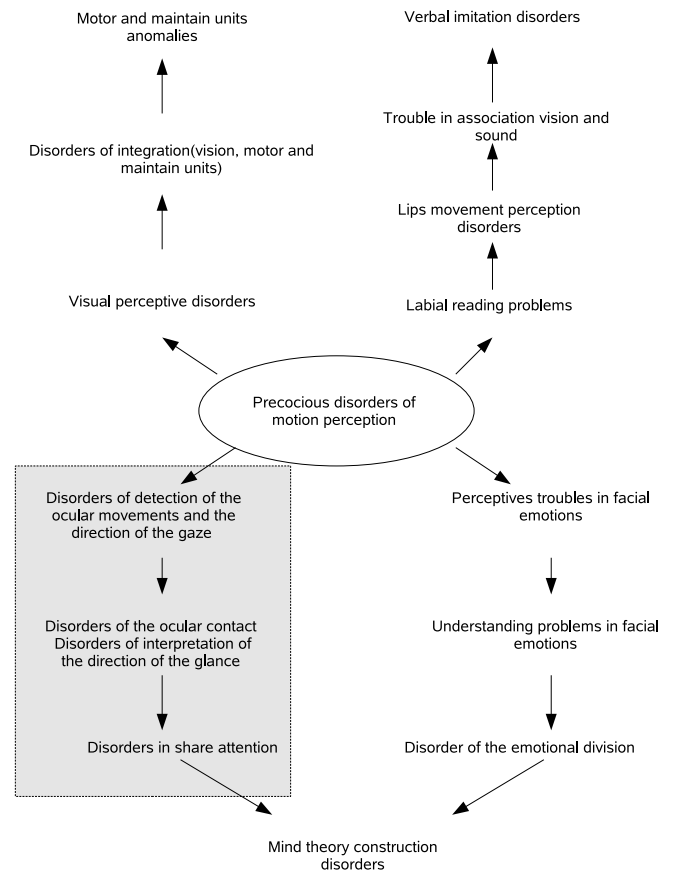 Motor and maintain units
anomalies
Verbal imitation disorders
Disorders of integration(vision, motor and
maintain units)
Trouble in association vision and
sound
Lips movement perception
disorders
Visual perceptive disorders
Labial reading problems
Precocious disorders of
motion perception
Disorders of detection of the
ocular movements and the
direction of the gaze
Perceptives troubles in facial
emotions
Disorders of the ocular contact
Disorders of interpretation of
the direction of the glance
Understanding problems in facial
emotions
Disorders in share attention
Disorder of the emotional division
Mind theory construction
disorders